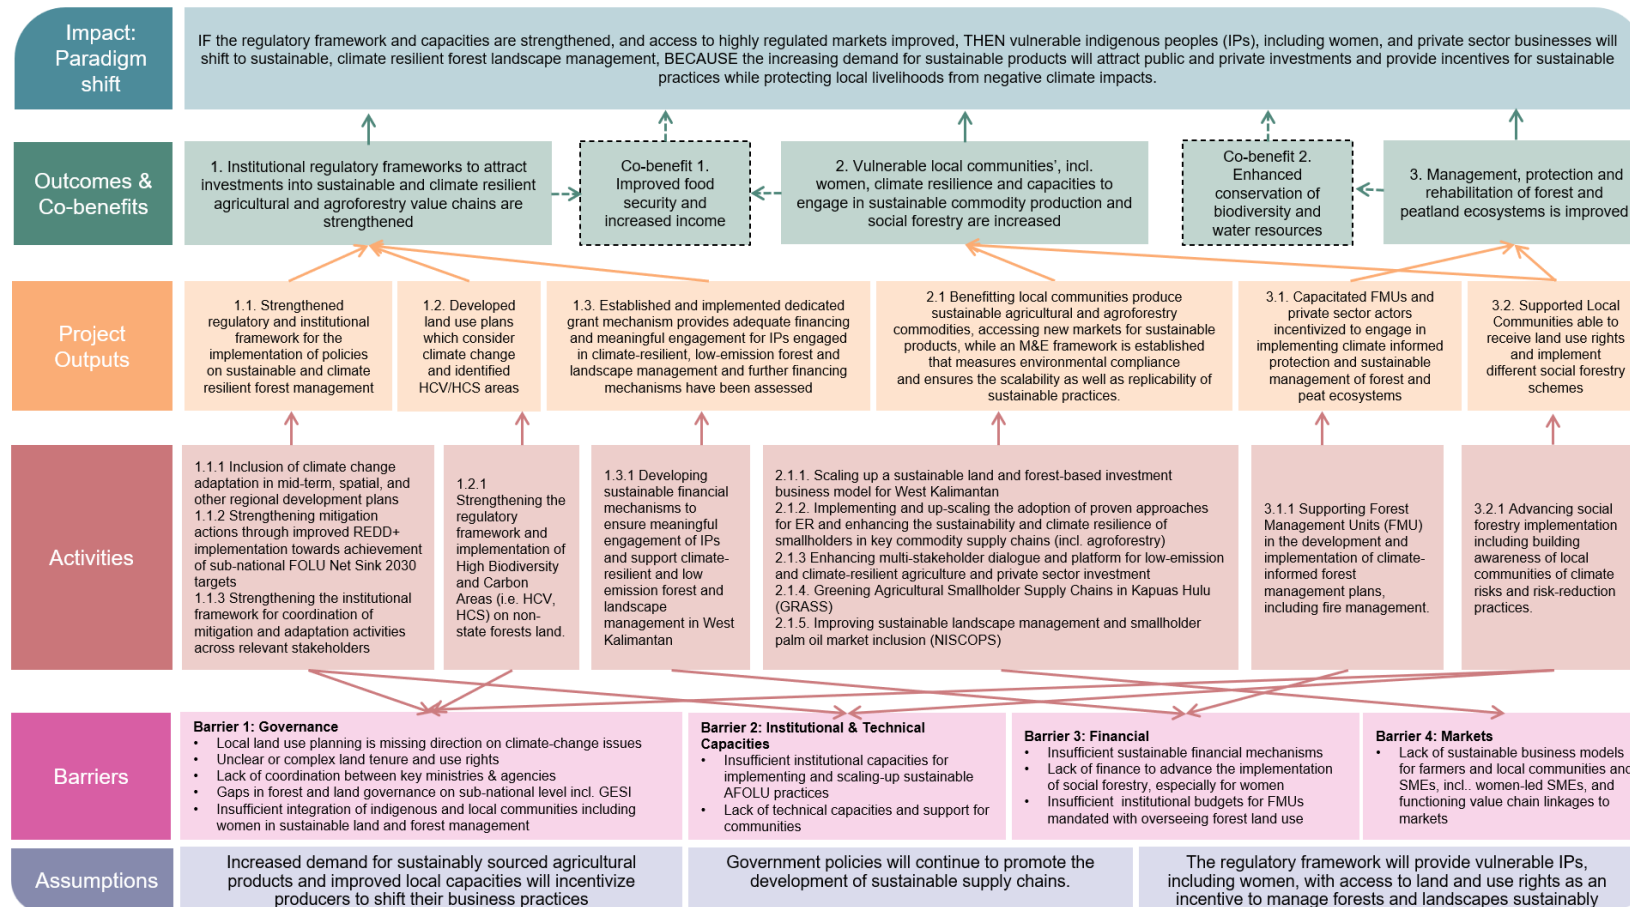 Impact:
Paradigm
shift
IF the regulatory framework and capacities are strengthened, and access to highly regulated markets improved, THEN vulnerable indigenous peoples (IPs), including women, and private sector businesses will
shift to sustainable, climate resilient forest landscape management, BECAUSE the increasing demand for sustainable products will attract public and private investments and provide incentives for sustainable
practices while protecting local livelihoods from negative climate impacts.
Outcomes &
Co-benefits
1. Institutional regulatory frameworks to attract
investments into sustainable and climate resilient
agricultural and agroforestry value chains are
strengthened
Co-benefit 1.
Improved food
security and
increased income
2. Vulnerable local communities’, incl.
women, climate resilience and capacities to
engage in sustainable commodity production and
social forestry are increased
Co-benefit 2.
Enhanced
conservation of
biodiversity and
water resources
3. Management, protection and
rehabilitation of forest and
peatland ecosystems is improved
Project
Outputs
1.1. Strengthened
regulatory and institutional
framework for the
implementation of policies
on sustainable and climate
resilient forest management
1.2. Developed
land use plans
which consider
climate change
and identified
HCV/HCS areas
1.3. Established and implemented dedicated
grant mechanism provides adequate financing
and meaningful engagement for IPs engaged
in climate-resilient, low-emission forest and
landscape management and further financing
mechanisms have been assessed
2.1 Benefitting local communities produce
sustainable agricultural and agroforestry
commodities, accessing new markets for sustainable
products, while an M&E framework is established
that measures environmental compliance
and ensures the scalability as well as replicability of
sustainable practices.
3.1. Capacitated FMUs and
private sector actors
incentivized to engage in
implementing climate informed
protection and sustainable
management of forest and
peat ecosystems
3.2. Supported Local
Communities able to
receive land use rights
and implement
different social forestry
schemes
Activities
1.1.1 Inclusion of climate change
adaptation in mid-term, spatial, and
other regional development plans
1.1.2 Strengthening mitigation
actions through improved REDD+
implementation towards achievement
of sub-national FOLU Net Sink 2030
targets
1.1.3 Strengthening the institutional
framework for coordination of
mitigation and adaptation activities
across relevant stakeholders
1.2.1
Strengthening the
regulatory
framework and
implementation of
High Biodiversity
and Carbon
Areas (i.e. HCV,
HCS) on non-
state forests land.
1.3.1 Developing
sustainable financial
mechanisms to
ensure meaningful
engagement of IPs
and support climate-
resilient and low
emission forest and
landscape
management in West
Kalimantan
2.1.1. Scaling up a sustainable land and forest-based investment
business model for West Kalimantan
2.1.2. Implementing and up-scaling the adoption of proven approaches
for ER and enhancing the sustainability and climate resilience of
smallholders in key commodity supply chains (incl. agroforestry)
2.1.3 Enhancing multi-stakeholder dialogue and platform for low-emission
and climate-resilient agriculture and private sector investment
2.1.4. Greening Agricultural Smallholder Supply Chains in Kapuas Hulu
(GRASS)
2.1.5. Improving sustainable landscape management and smallholder
palm oil market inclusion (NISCOPS)
3.1.1 Supporting Forest
Management Units (FMU)
in the development and
implementation of climate-
informed forest
management plans,
including fire management.
3.2.1 Advancing social
forestry implementation
including building
awareness of local
communities of climate
risks and risk-reduction
practices.
Barriers
Barrier 1: Governance
• Local land use planning is missing direction on climate-change issues
• Unclear or complex land tenure and use rights
• Lack of coordination between key ministries & agencies
• Gaps in forest and land governance on sub-national level incl. GESI
• Insufficient integration of indigenous and local communities including
women in sustainable land and forest management
Barrier 2: Institutional & Technical
Capacities
• Insufficient institutional capacities for
implementing and scaling-up sustainable
AFOLU practices
• Lack of technical capacities and support for
communities
Barrier 3: Financial
• Insufficient sustainable financial mechanisms
• Lack of finance to advance the implementation
of social forestry, especially for women
• Insufficient institutional budgets for FMUs
mandated with overseeing forest land use
Barrier 4: Markets
• Lack of sustainable business models
for farmers and local communities and
SMEs, incl.. women-led SMEs, and
functioning value chain linkages to
markets
Assumptions
Increased demand for sustainably sourced agricultural
products and improved local capacities will incentivize
producers to shift their business practices
Government policies will continue to promote the
development of sustainable supply chains.
The regulatory framework will provide vulnerable IPs,
including women, with access to land and use rights as an
incentive to manage forests and landscapes sustainably